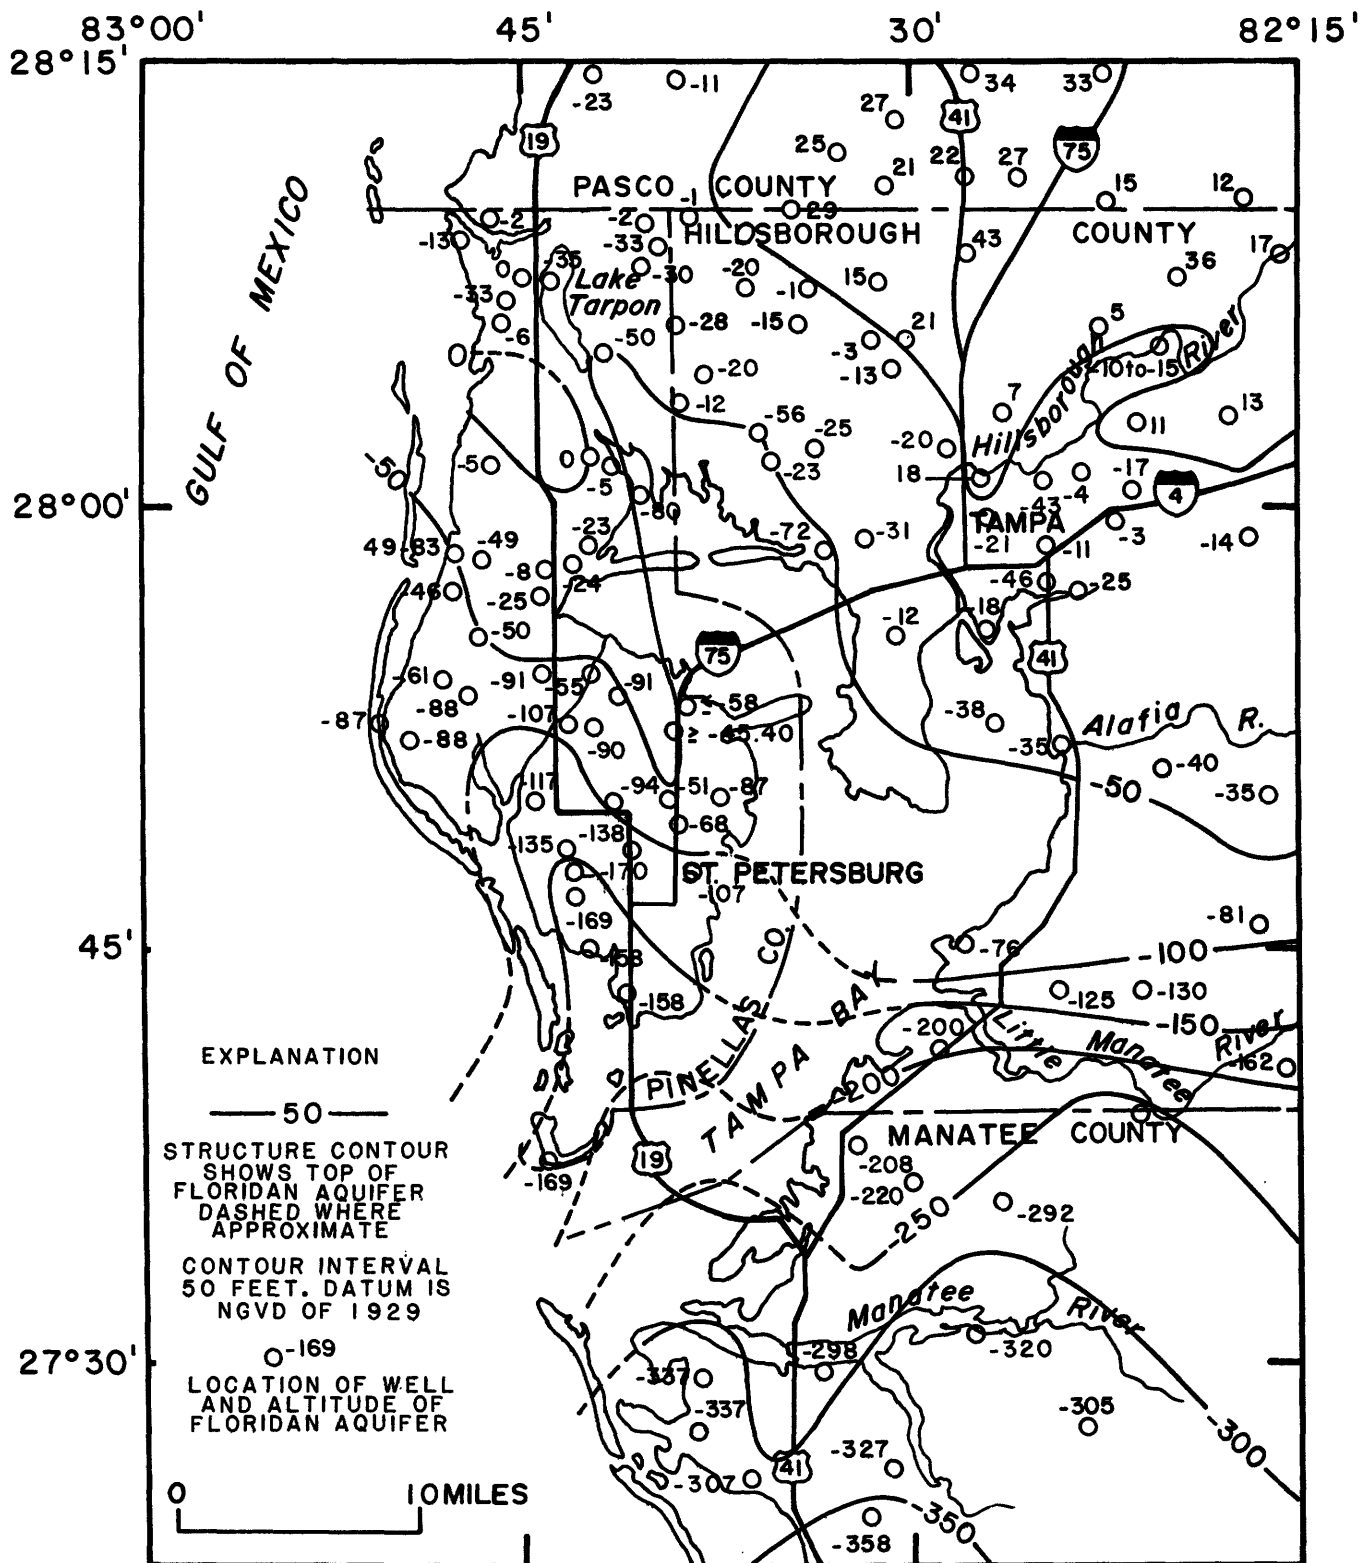 83°00' 45' 30' 82°15'
28°15'
-23 -11 34 33
27
19 41 75
25 21 22 27 15 12
PASCO COUNTY
-2 -2 -1 29
HILLSBOROUGH COUNTY
-13 -33 43 17
0 -35 -30 -20 -1 15 36
Lake
Tarpon
-33
-6 -50 -28 -15 -3 21 5
0 -20 -13 -10 to -15
Hillsborough River
-12 7 11 13
-56 -25 -20
GULF OF MEXICO
-50 -5 0 -5 -23 18 -17
28°00' -80 -43 -4 4
TAMPA
49-83 -49 -23 -72 -31 -21 -11 -3 -14
-8 -24
-46 -25 -46 -25
-50 -12 -18
75 41
-61 -91 -55 -91
-88 -58 -38 Alafia R.
-87 -107 ≥ -45.40 -35
-88 -90 -40
-117 -94 -51 -87 -50 -35
-68
-135 -138
-170 ST. PETERSBURG
-107
-169 -81
45' -158 CO. -76 -100
-158 -125 -130
-150
PINELLAS
TAMPA BAY
-200 Little Manatee River
-162
-200
MANATEE COUNTY
19
-169 -208
-220 -250 -292
EXPLANATION
50
STRUCTURE CONTOUR
SHOWS TOP OF
FLORIDAN AQUIFER
DASHED WHERE
APPROXIMATE
CONTOUR INTERVAL
50 FEET. DATUM IS
NGVD OF 1929
-169
LOCATION OF WELL
AND ALTITUDE OF
FLORIDAN AQUIFER
Manatee River
27°30' -337 -298 -320
-337 -305
-300
-307 41 -327
-350
-358
0 10 MILES